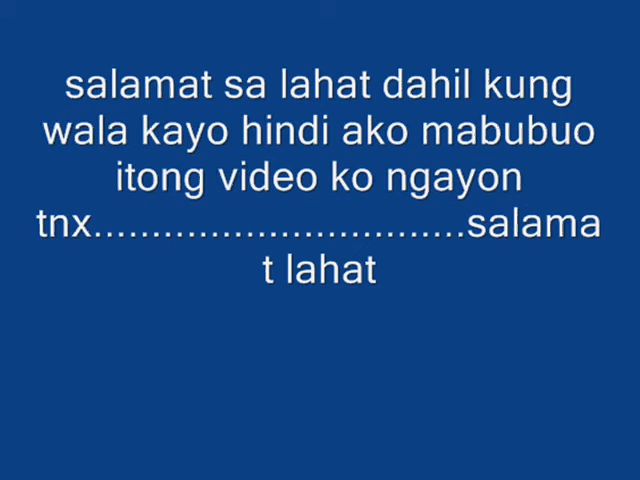 salamat sa lahat dahil kung
wala kayo hindi ako mabubuo
itong video ko ngayon
tnx................................salama
t lahat